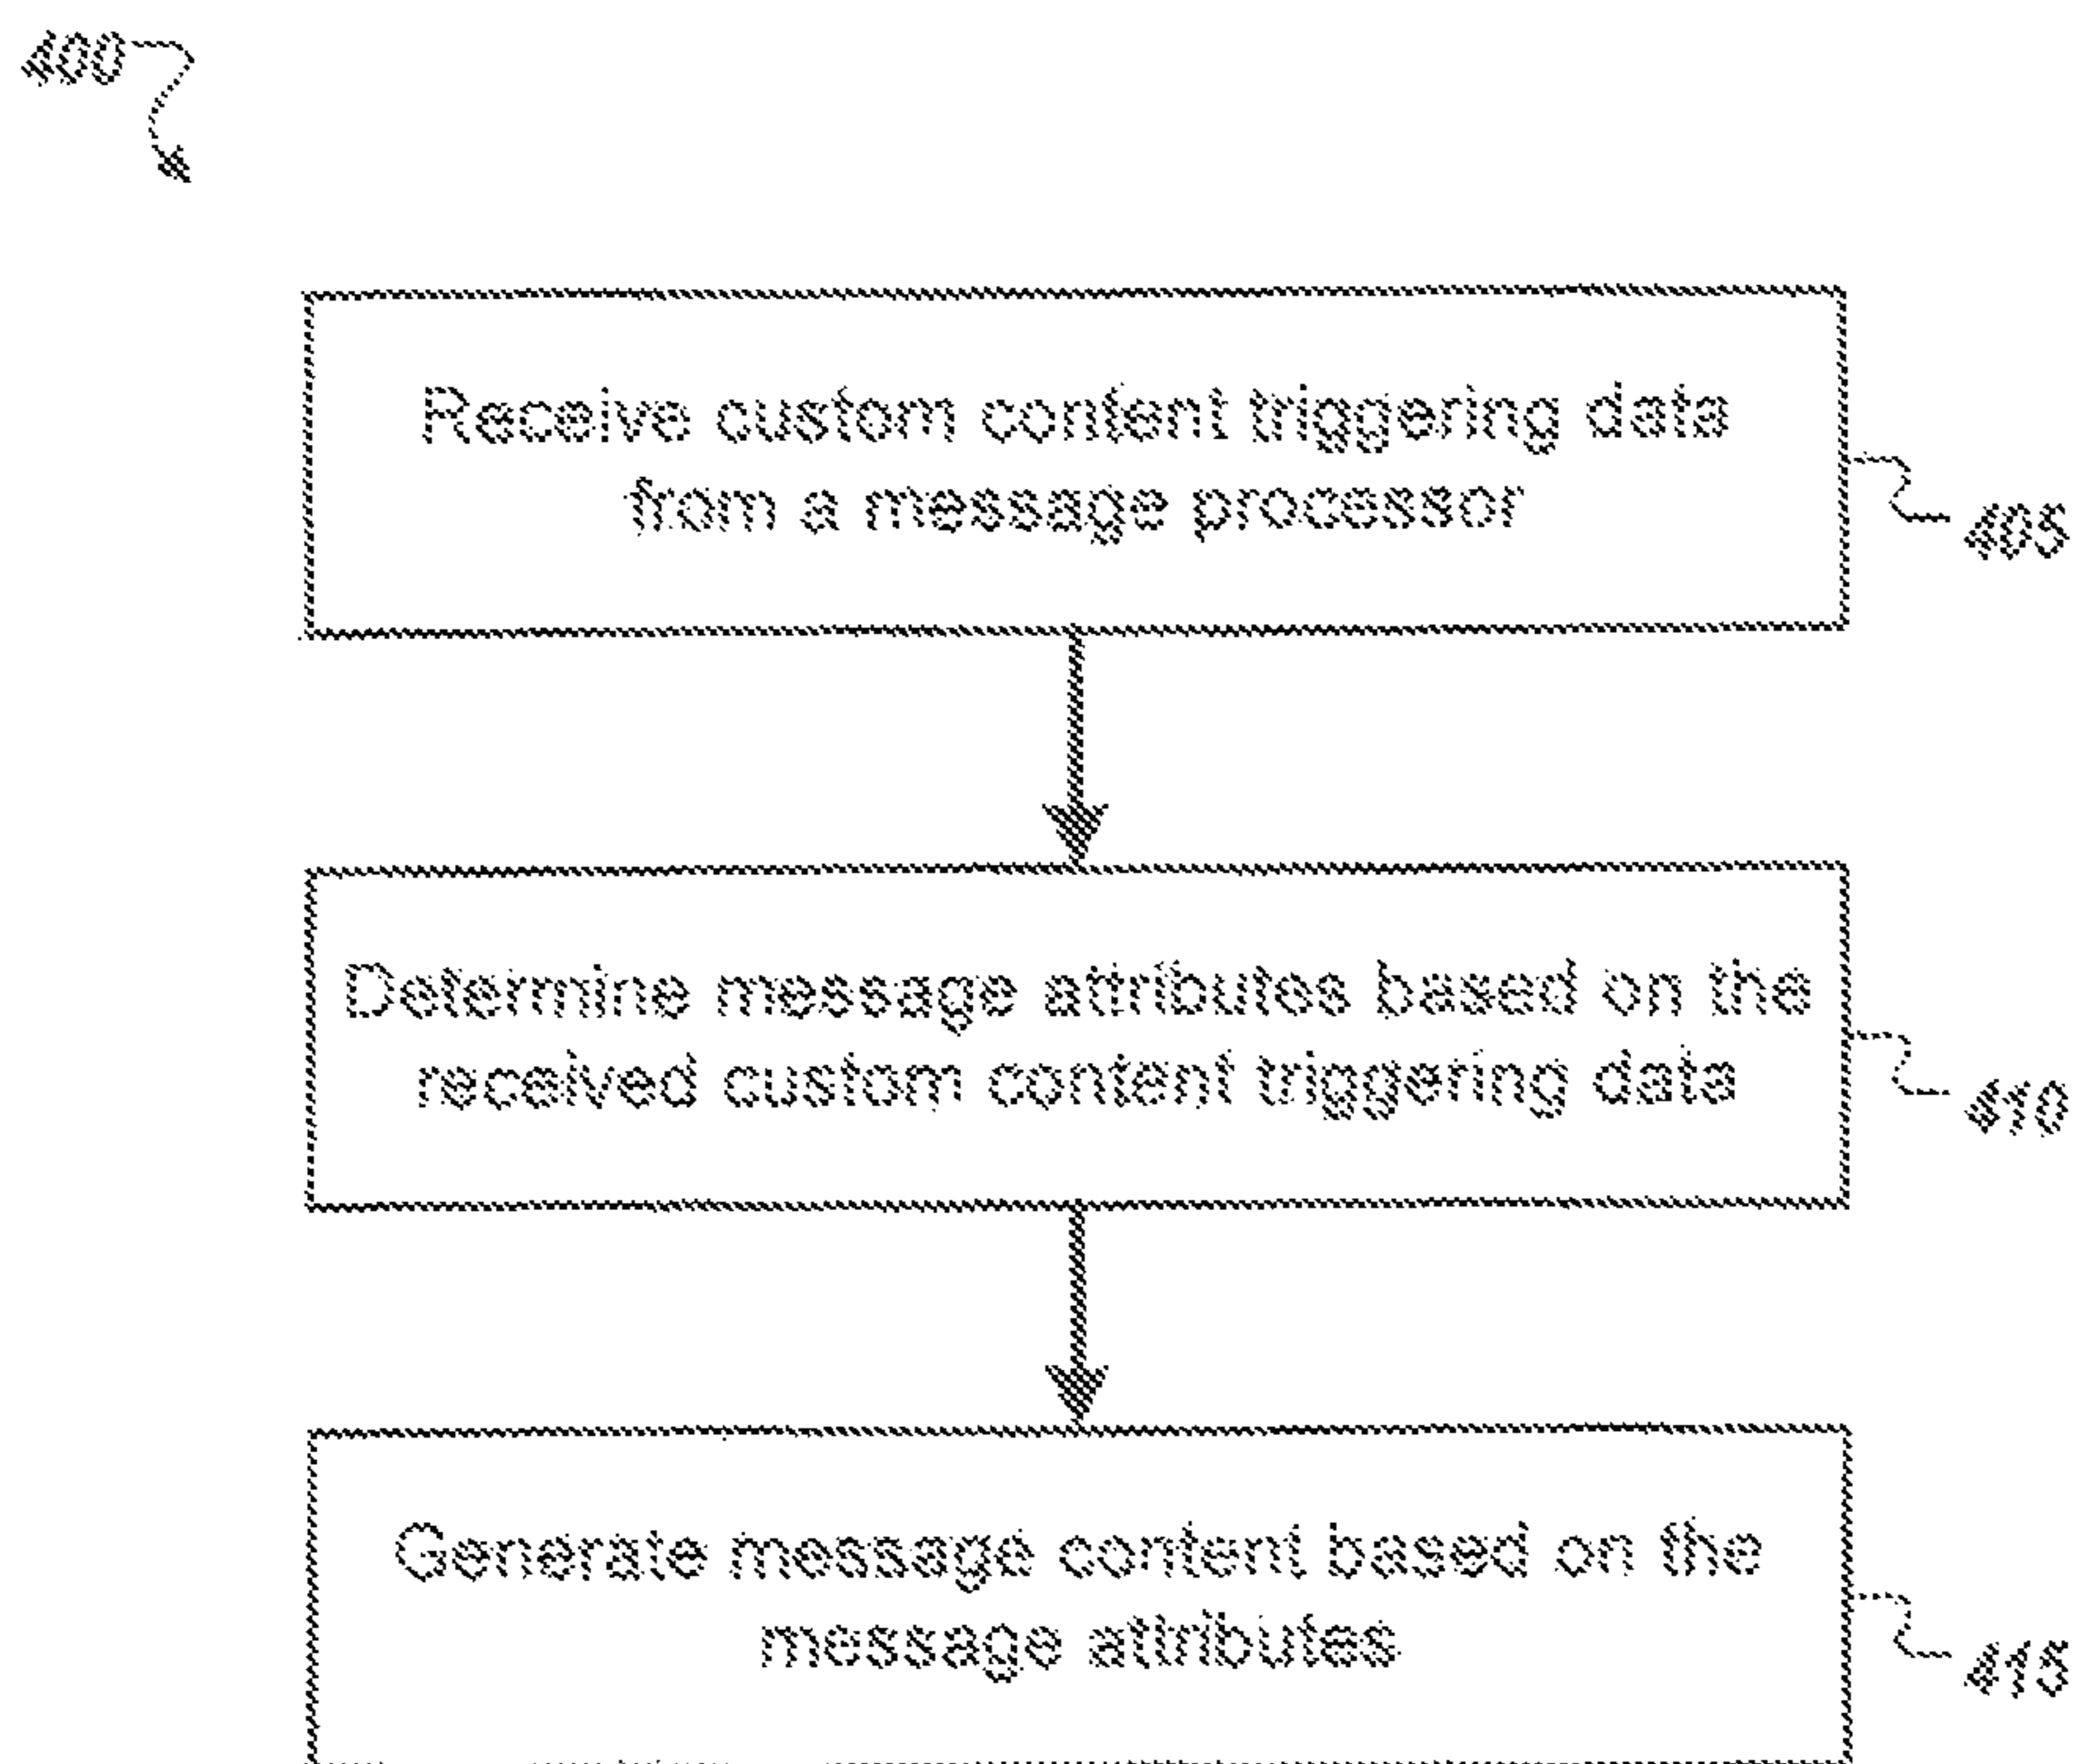 400
Receive custom content triggering data
from a message processor
405
Determine message attributes based on the
received custom content triggering data
410
Generate message content based on the
message attributes
415